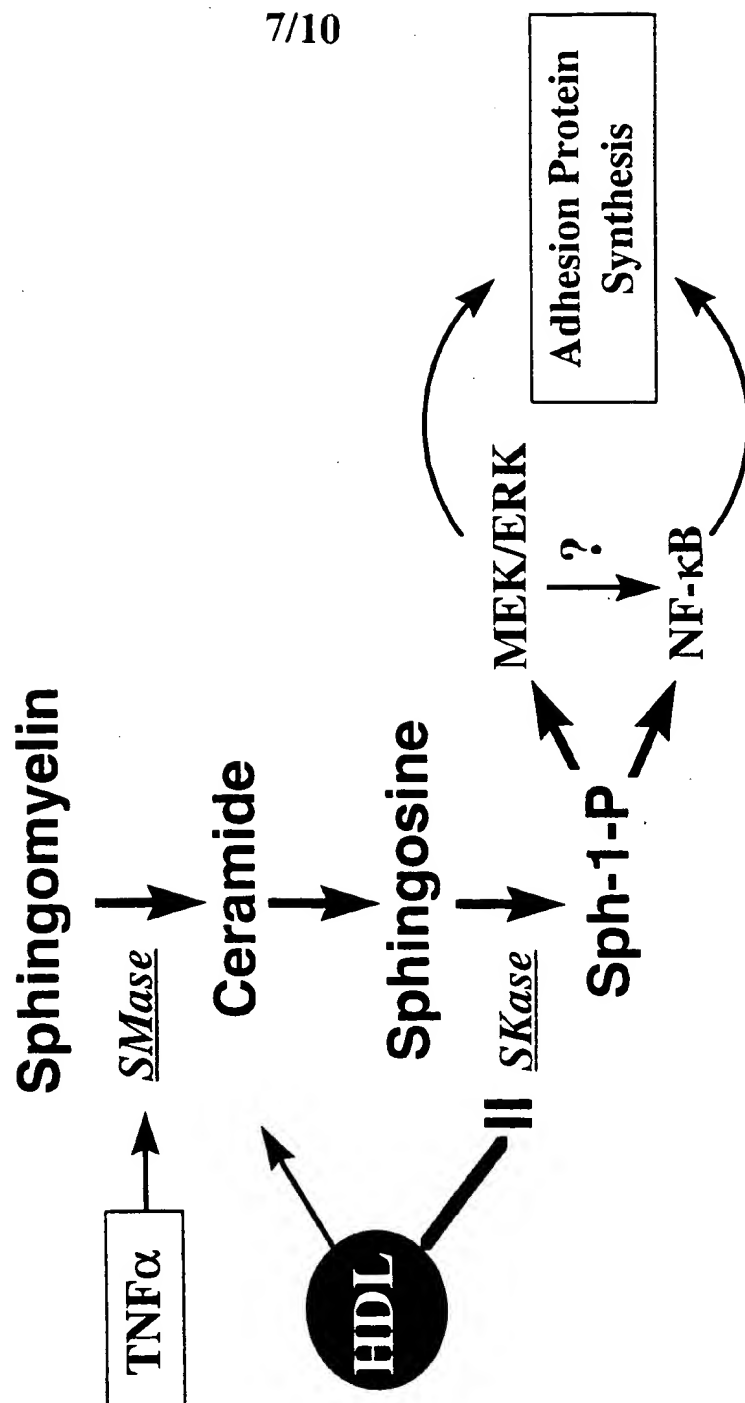 7/10
Sphingomyelin
TNFα
SMase
Ceramide
HDL
Sphingosine
SKase
Sph-1-P
MEK/ERK
?
NF-κB
Adhesion Protein
Synthesis